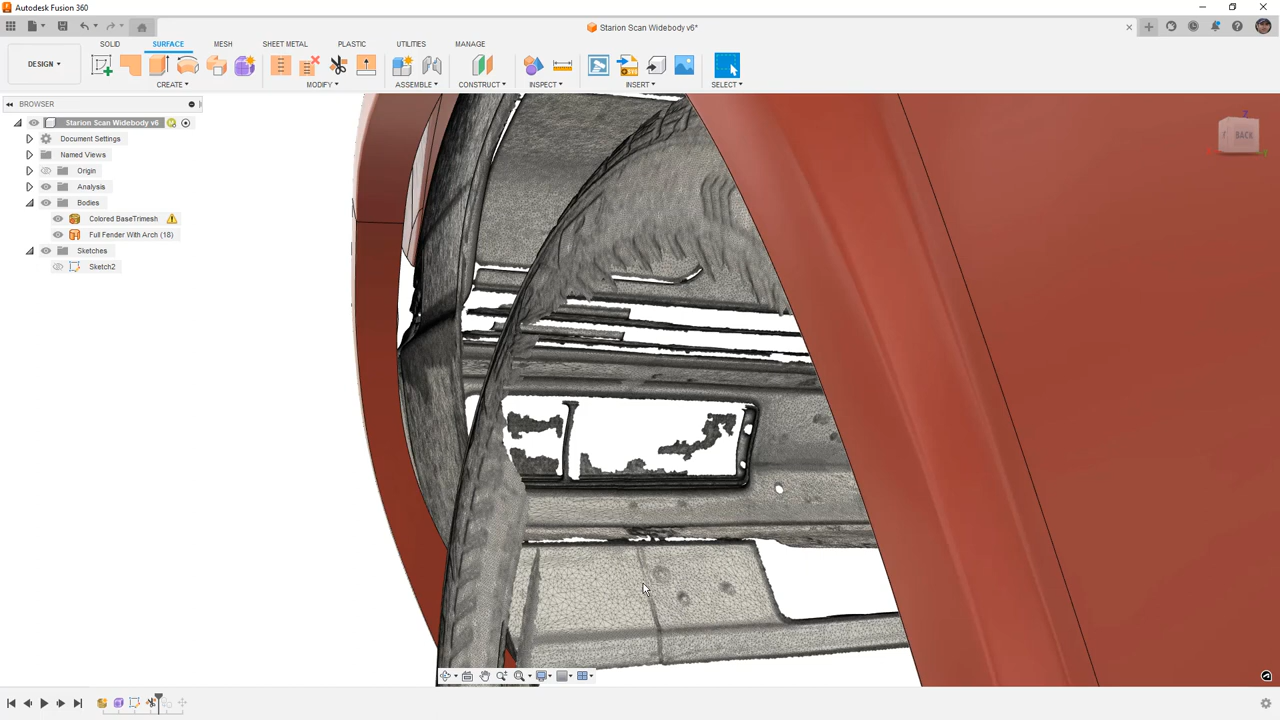 Autodesk Fusion 360
Starion Scan Widebody v6*
DESIGN
SOLID
SURFACE
MESH
SHEET METAL
PLASTIC
UTILITIES
MANAGE
CREATE
MODIFY
ASSEMBLE
CONSTRUCT
INSPECT
INSERT
SELECT
BROWSER
Starion Scan Widebody v6
Document Settings
Named Views
Origin
Analysis
Bodies
Colored BaseTrimesh
Full Fender With Arch (18)
Sketches
Sketch2
BACK
Z